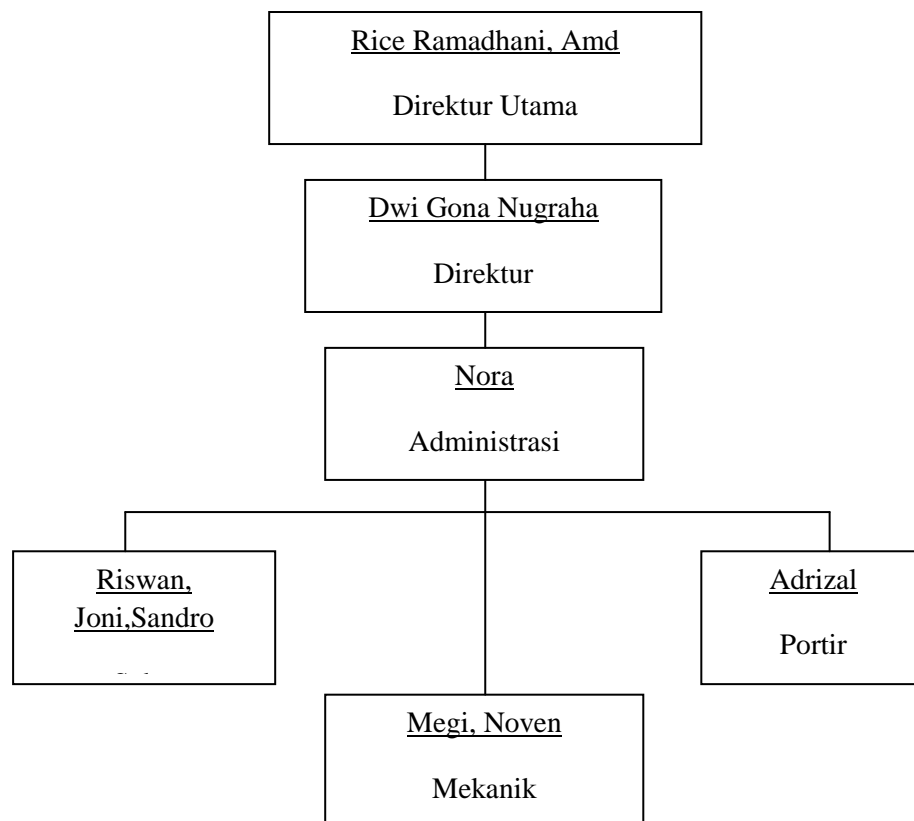 Rice Ramadhani, Amd
Direktur Utama
Dwi Gona Nugraha
Direktur
Nora
Administrasi
Riswan,
Joni,Sandro
Adrizal
Portir
Megi, Noven
Mekanik